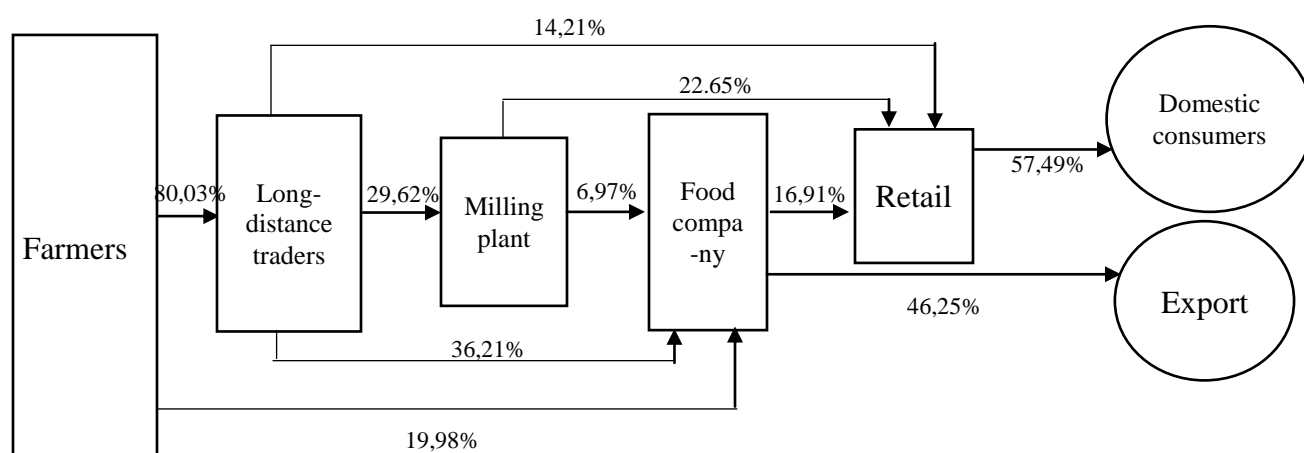 14,21%
22.65%
Domestic
consumers
57,49%
80,03%
Long-
distance
traders
29,62%
Milling
plant
6,97%
Food
compa
-ny
16,91%
Retail
Farmers
Export
46,25%
36,21%
19,98%